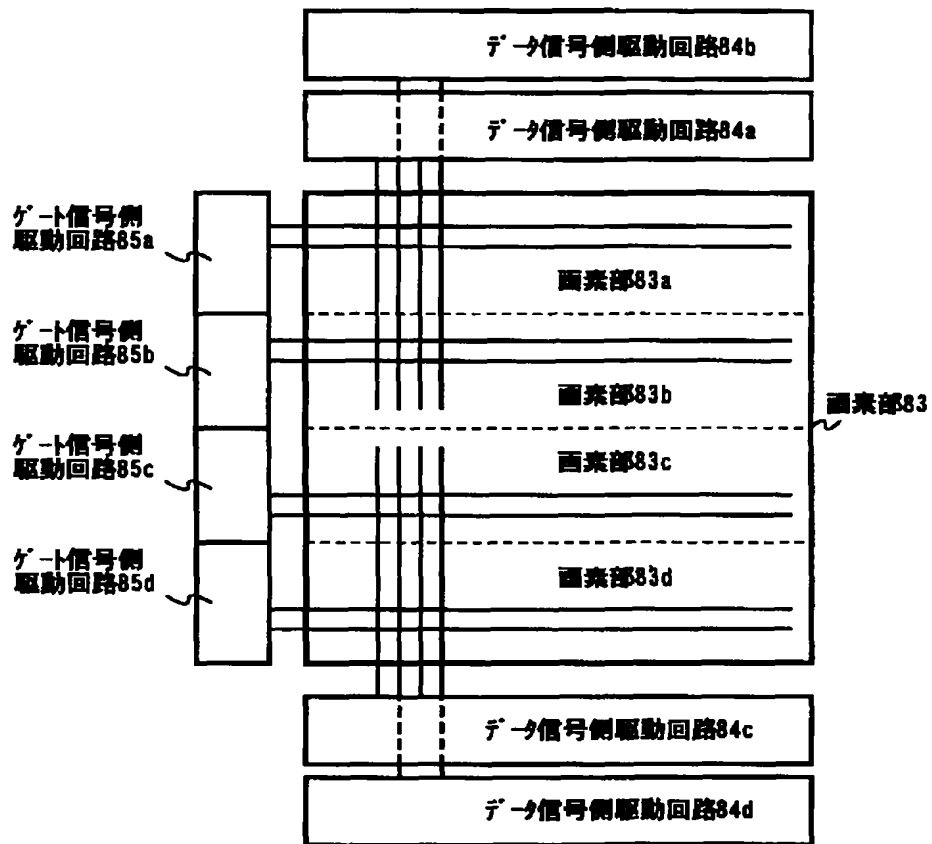 データ信号側駆動回路84b
データ信号側駆動回路84a
ゲート信号側
駆動回路85a
画素部83a
ゲート信号側
駆動回路85b
画素部83b
画素部83
ゲート信号側
駆動回路85c
画素部83c
ゲート信号側
駆動回路85d
画素部83d
データ信号側駆動回路84c
データ信号側駆動回路84d